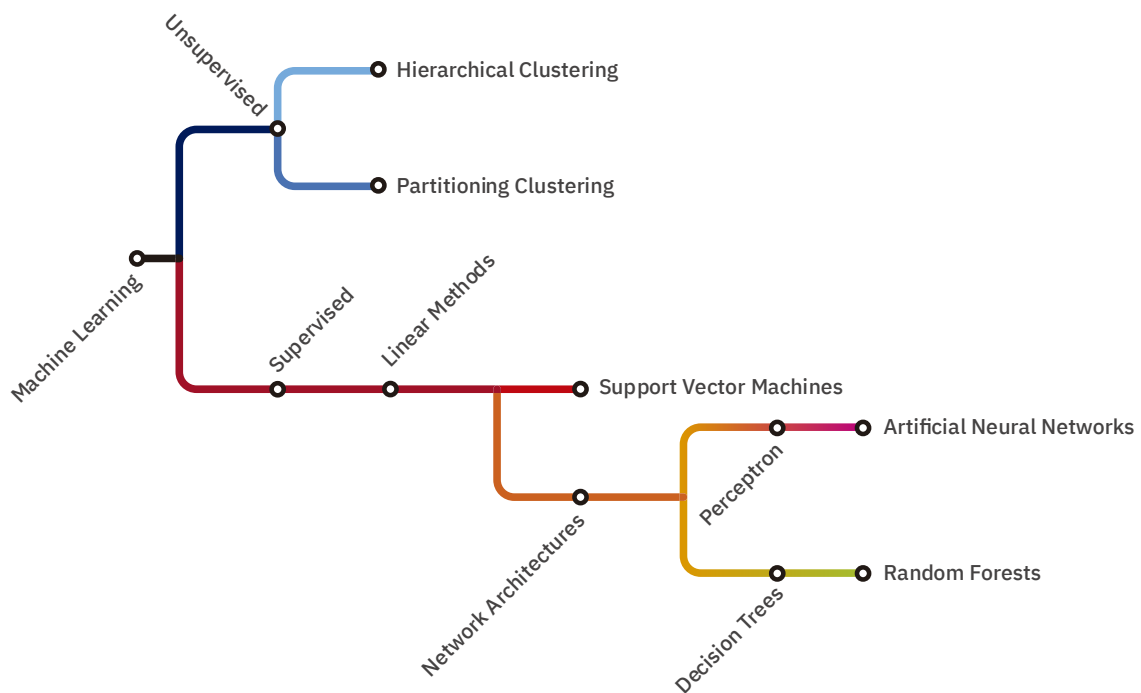 Unsupervised
Hierarchical Clustering
Partitioning Clustering
Machine Learning
Supervised
Linear Methods
Support Vector Machines
Artificial Neural Networks
Perceptron
Network Architectures
Random Forests
Decision Trees